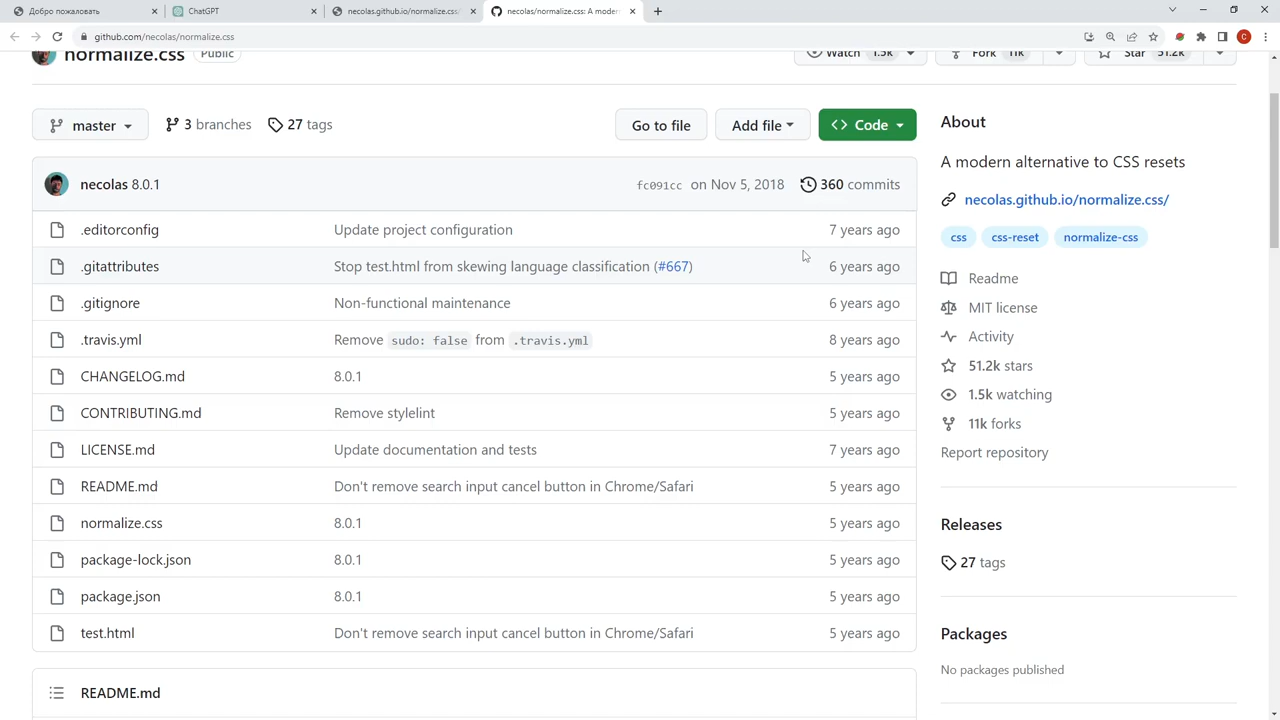 Добро пожаловать
ChatGPT
necolas.github.io/normalize.css/
necolas/normalize.css: A modern
github.com/necolas/normalize.css
C
normalize.css Public
Watch 1.5k
Fork 11k
Star 51.2k
master
3 branches
27 tags
Go to file
Add file
Code
necolas 8.0.1
fc091cc on Nov 5, 2018
360 commits
.editorconfig Update project configuration 7 years ago
.gitattributes Stop test.html from skewing language classification (#667) 6 years ago
.gitignore Non-functional maintenance 6 years ago
.travis.yml Remove sudo: false from .travis.yml 8 years ago
CHANGELOG.md 8.0.1 5 years ago
CONTRIBUTING.md Remove stylelint 5 years ago
LICENSE.md Update documentation and tests 7 years ago
README.md Don't remove search input cancel button in Chrome/Safari 5 years ago
normalize.css 8.0.1 5 years ago
package-lock.json 8.0.1 5 years ago
package.json 8.0.1 5 years ago
test.html Don't remove search input cancel button in Chrome/Safari 5 years ago
README.md
About
A modern alternative to CSS resets
necolas.github.io/normalize.css/
css css-reset normalize-css
Readme
MIT license
Activity
51.2k stars
1.5k watching
11k forks
Report repository
Releases
27 tags
Packages
No packages published